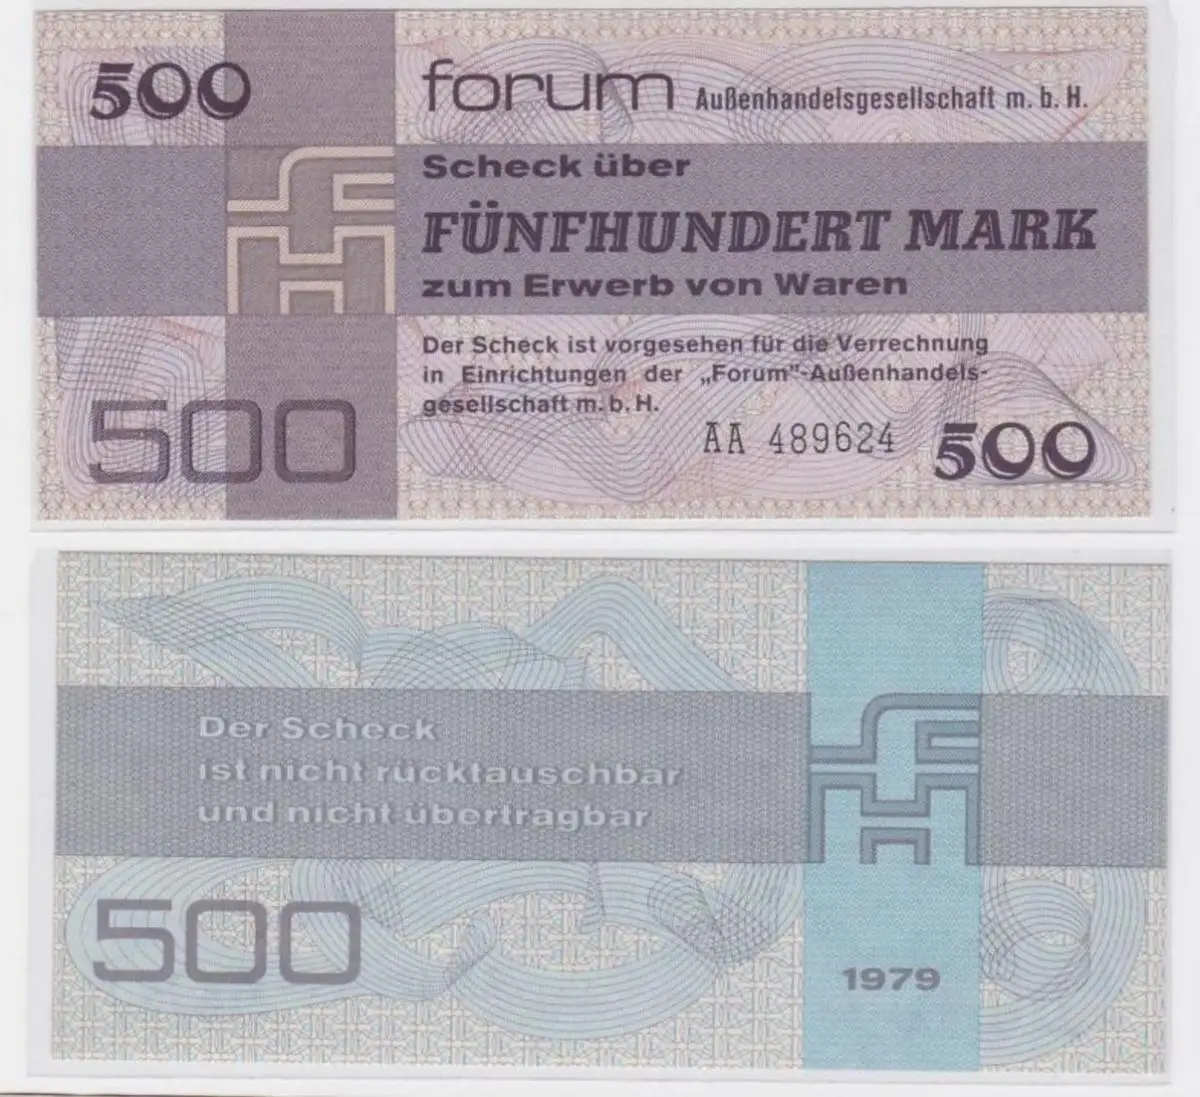 500
forum Außenhandelsgesellschaft m. b. H.
Scheck über
FÜNFHUNDERT MARK
zum Erwerb von Waren
Der Scheck ist vorgesehen für die Verrechnung
in Einrichtungen der „Forum"-Außenhandels-
gesellschaft m. b. H.
500
AA 489624
500
Der Scheck
ist nicht rücktauschbar
und nicht übertragbar
500
1979